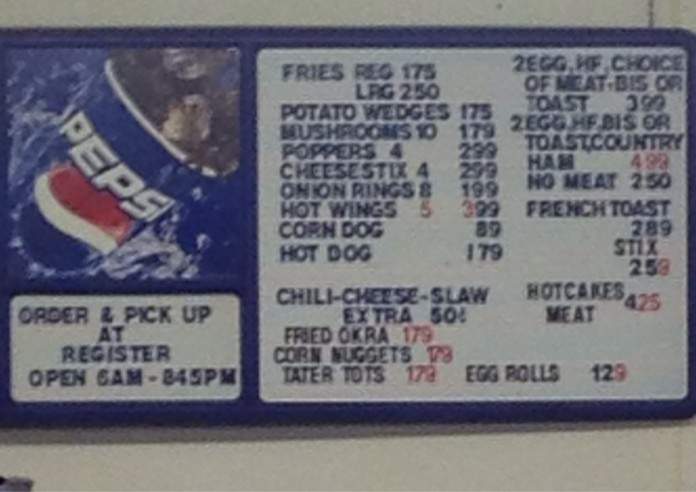 PEPSI
ORDER & PICK UP
AT
REGISTER
OPEN 6AM-845PM
FRIES REG 175
LRG 250
POTATO WEDGES 175
MUSHROOMS 10 179
POPPERS 4 299
CHEESESTIX 4 299
ONION RINGS 8 199
HOT WINGS 5 399
CORN DOG 89
HOT DOG 179
CHILI-CHEESE-SLAW
EXTRA 50¢
FRIED OKRA 179
CORN NUGGETS 179
TATER TOTS 179
EGG ROLLS 129
2EGG,HF,CHOICE
OF MEAT-BIS OR
TOAST 399
2EGG,HF,BIS OR
TOAST,COUNTRY
HAM 499
NO MEAT 250
FRENCH TOAST
289
STIX
259
HOTCAKES 425
MEAT